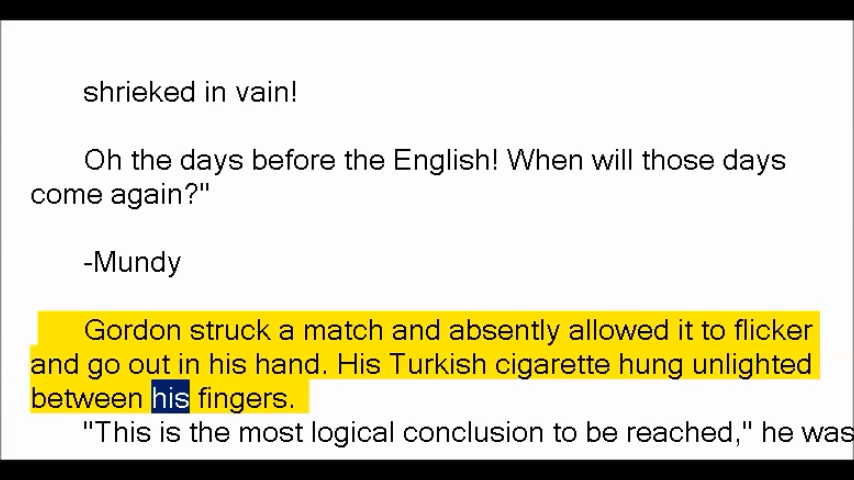 shrieked in vain!
Oh the days before the English! When will those days
come again?"
-Mundy
Gordon struck a match and absently allowed it to flicker
and go out in his hand. His Turkish cigarette hung unlighted
between his fingers.
"This is the most logical conclusion to be reached," he was